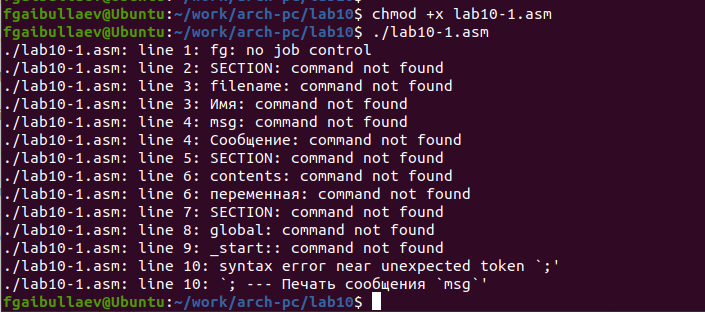 fgaibullaev@Ubuntu:~/work/arch-pc/lab10$ chmod +x lab10-1.asm
fgaibullaev@Ubuntu:~/work/arch-pc/lab10$ ./lab10-1.asm
./lab10-1.asm: line 1: fg: no job control
./lab10-1.asm: line 2: SECTION: command not found
./lab10-1.asm: line 3: filename: command not found
./lab10-1.asm: line 3: Имя: command not found
./lab10-1.asm: line 4: msg: command not found
./lab10-1.asm: line 4: Сообщение: command not found
./lab10-1.asm: line 5: SECTION: command not found
./lab10-1.asm: line 6: contents: command not found
./lab10-1.asm: line 6: переменная: command not found
./lab10-1.asm: line 7: SECTION: command not found
./lab10-1.asm: line 8: global: command not found
./lab10-1.asm: line 9: _start:: command not found
./lab10-1.asm: line 10: syntax error near unexpected token `;'
./lab10-1.asm: line 10: `; --- Печать сообщения `msg`'
fgaibullaev@Ubuntu:~/work/arch-pc/lab10$